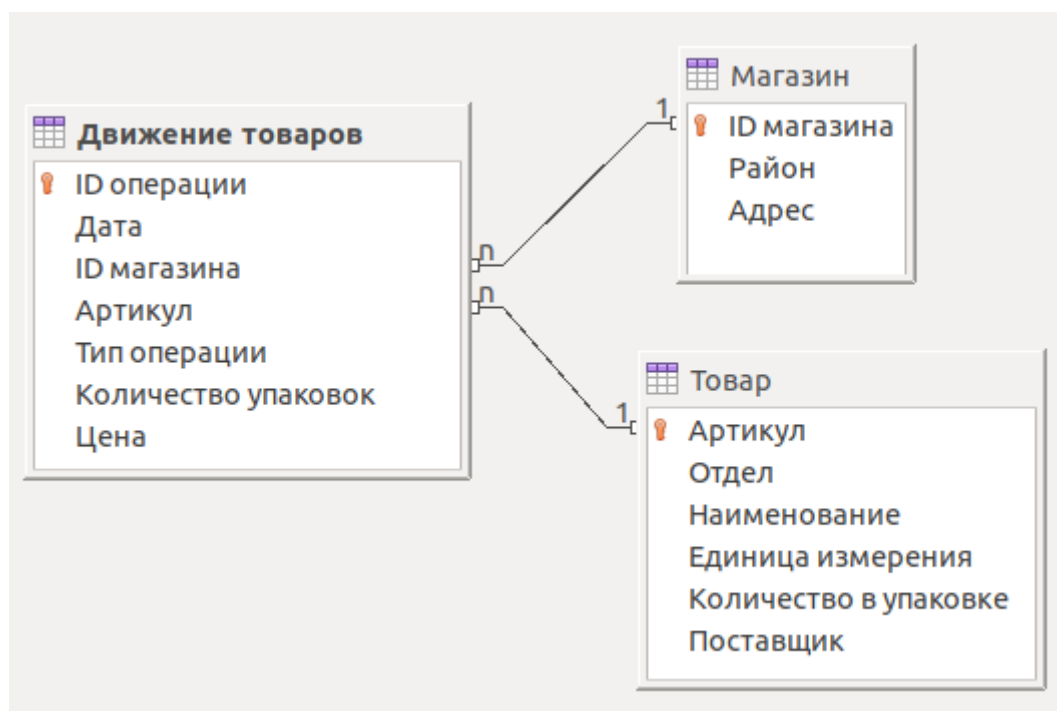 Движение товаров
ID операции
Дата
ID магазина
Артикул
Тип операции
Количество упаковок
Цена
n
n
1
1
Магазин
ID магазина
Район
Адрес
Товар
Артикул
Отдел
Наименование
Единица измерения
Количество в упаковке
Поставщик